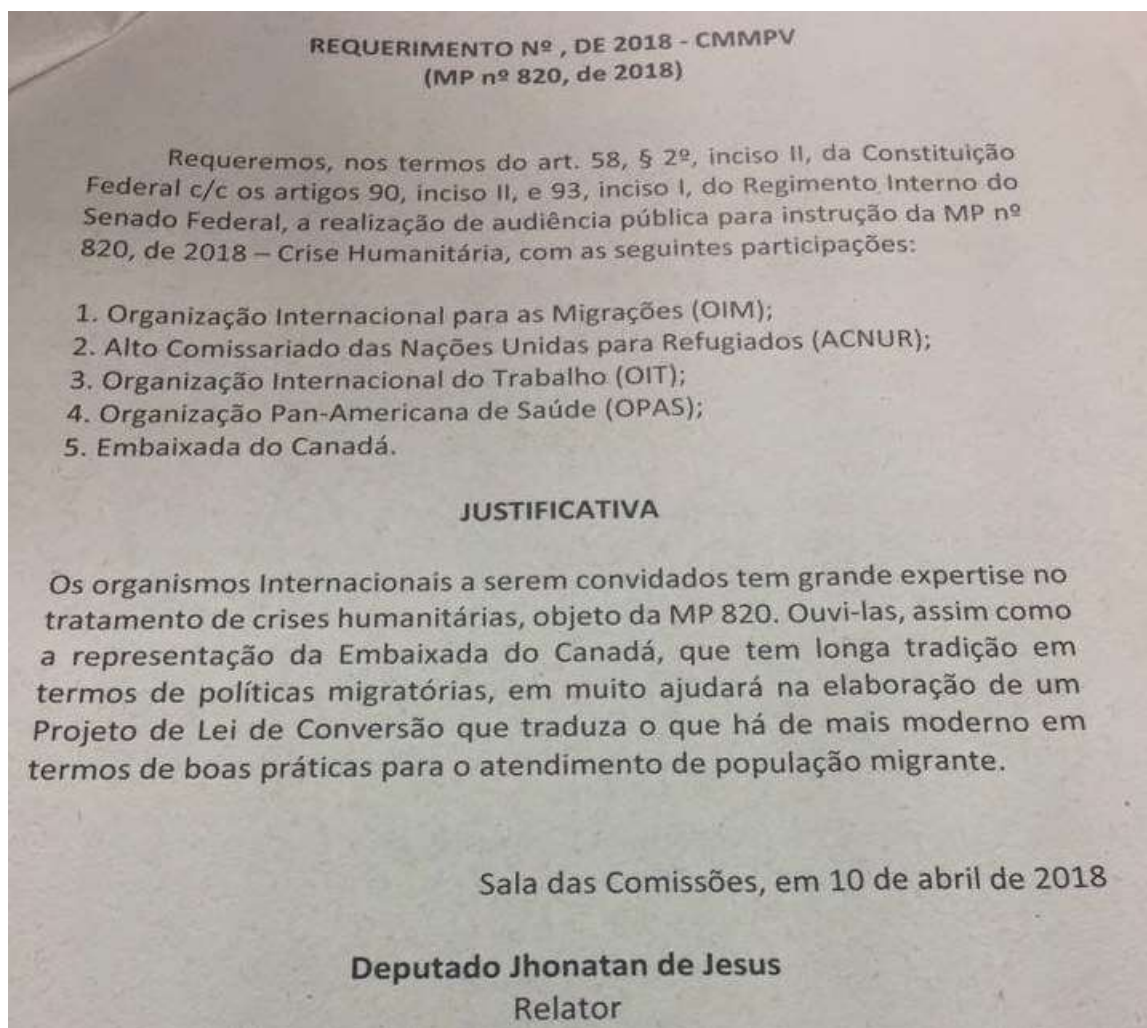 REQUERIMENTO Nº , DE 2018 - CMMPV
(MP nº 820, de 2018)
Requeremos, nos termos do art. 58, § 2º, inciso II, da Constituição
Federal c/c os artigos 90, inciso II, e 93, inciso I, do Regimento Interno do
Senado Federal, a realização de audiência pública para instrução da MP nº
820, de 2018 – Crise Humanitária, com as seguintes participações:
1. Organização Internacional para as Migrações (OIM);
2. Alto Comissariado das Nações Unidas para Refugiados (ACNUR);
3. Organização Internacional do Trabalho (OIT);
4. Organização Pan-Americana de Saúde (OPAS);
5. Embaixada do Canadá.
JUSTIFICATIVA
Os organismos Internacionais a serem convidados tem grande expertise no
tratamento de crises humanitárias, objeto da MP 820. Ouvi-las, assim como
a representação da Embaixada do Canadá, que tem longa tradição em
termos de políticas migratórias, em muito ajudará na elaboração de um
Projeto de Lei de Conversão que traduza o que há de mais moderno em
termos de boas práticas para o atendimento de população migrante.
Sala das Comissões, em 10 de abril de 2018
Deputado Jhonatan de Jesus
Relator